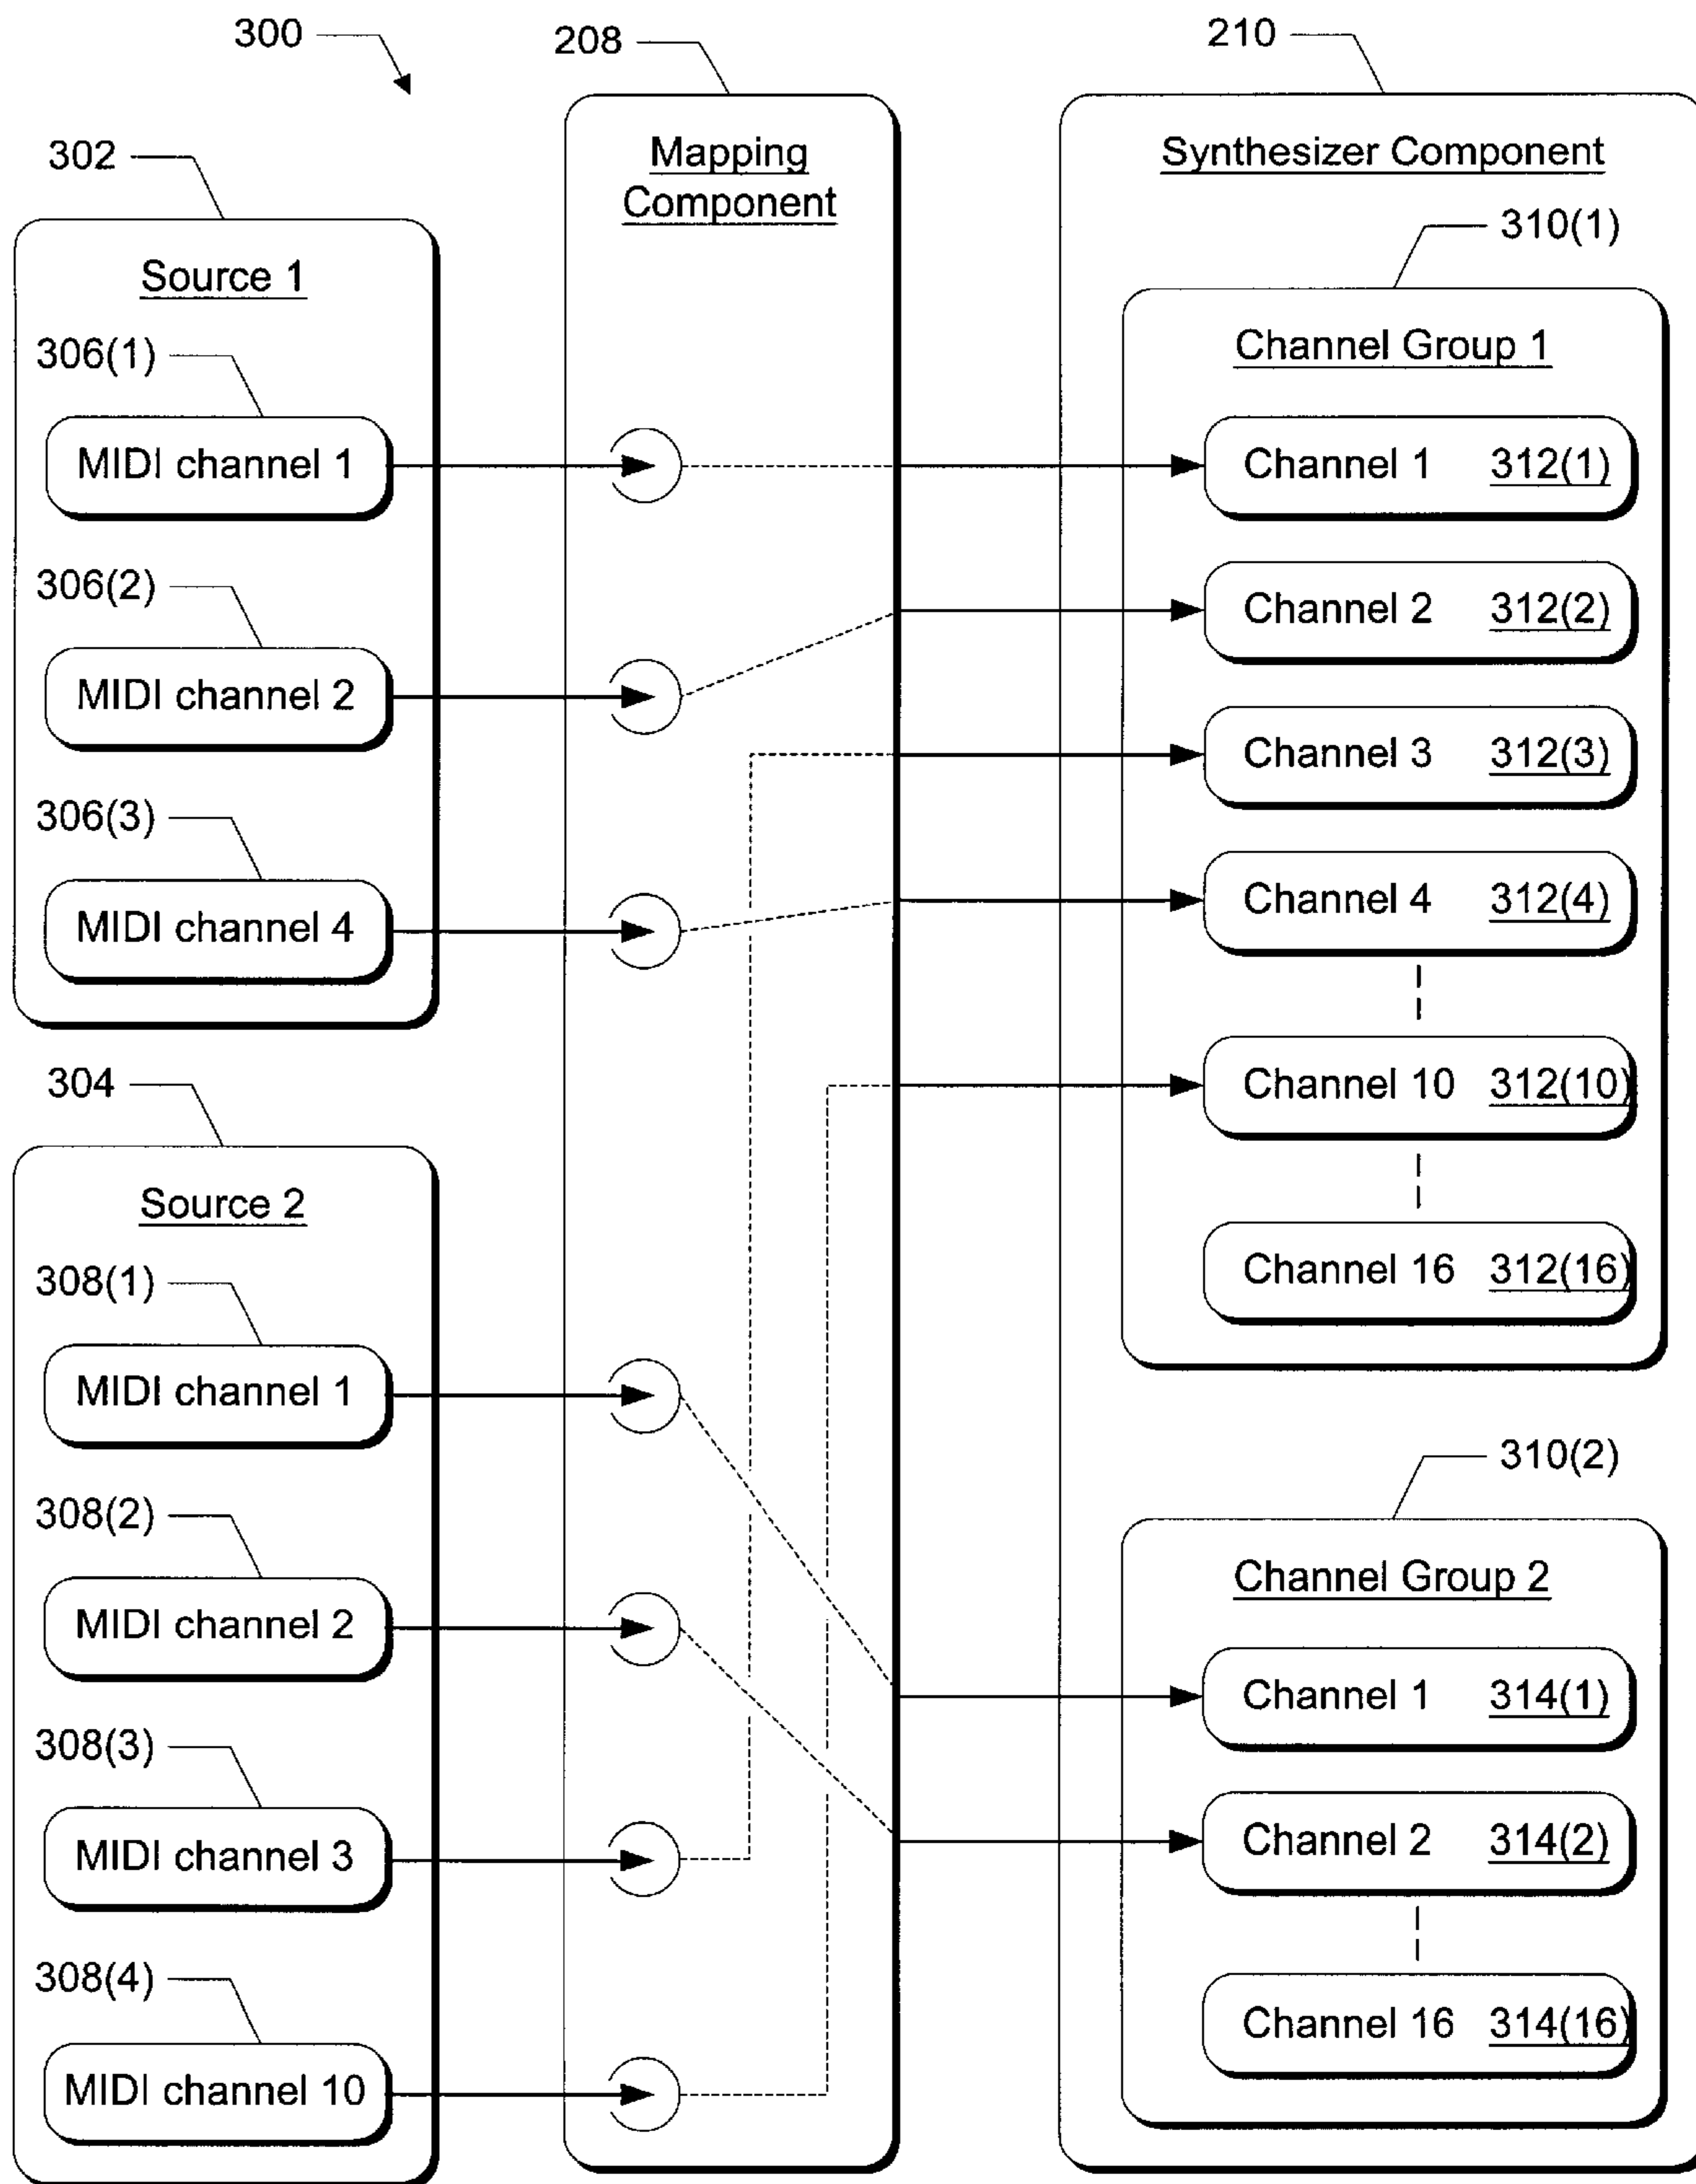 300
208
210
302
Mapping
Component
Synthesizer Component
310(1)
Source 1
Channel Group 1
306(1)
MIDI channel 1
Channel 1 312(1)
306(2)
Channel 2 312(2)
MIDI channel 2
Channel 3 312(3)
306(3)
Channel 4 312(4)
MIDI channel 4
304
Channel 10 312(10)
Source 2
308(1)
Channel 16 312(16)
MIDI channel 1
310(2)
308(2)
Channel Group 2
MIDI channel 2
Channel 1 314(1)
308(3)
MIDI channel 3
Channel 2 314(2)
308(4)
Channel 16 314(16)
MIDI channel 10